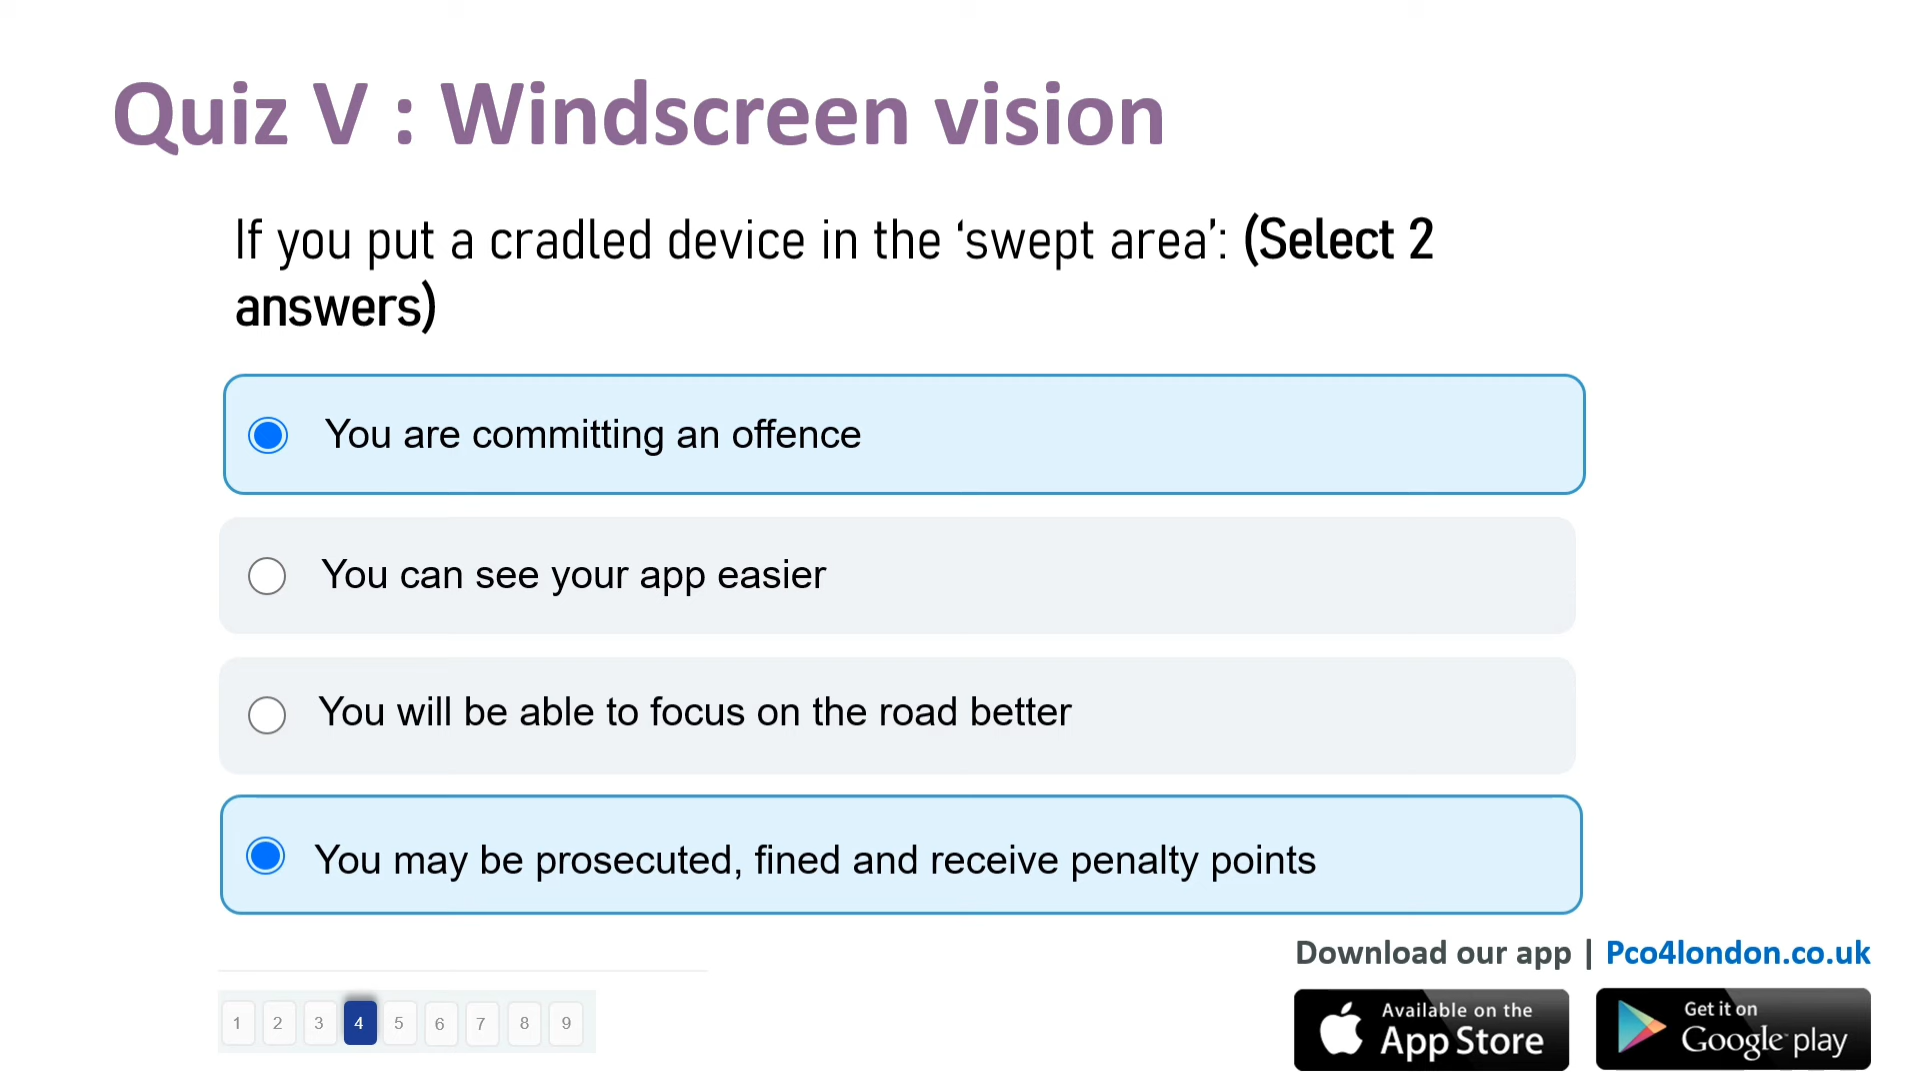 Quiz V : Windscreen vision
If you put a cradled device in the ‘swept area’: (Select 2
answers)
You are committing an offence
You can see your app easier
You will be able to focus on the road better
You may be prosecuted, fined and receive penalty points
Download our app | Pco4london.co.uk
1 2 3 4 5 6 7 8 9
Available on the
App Store
Get it on
Google play